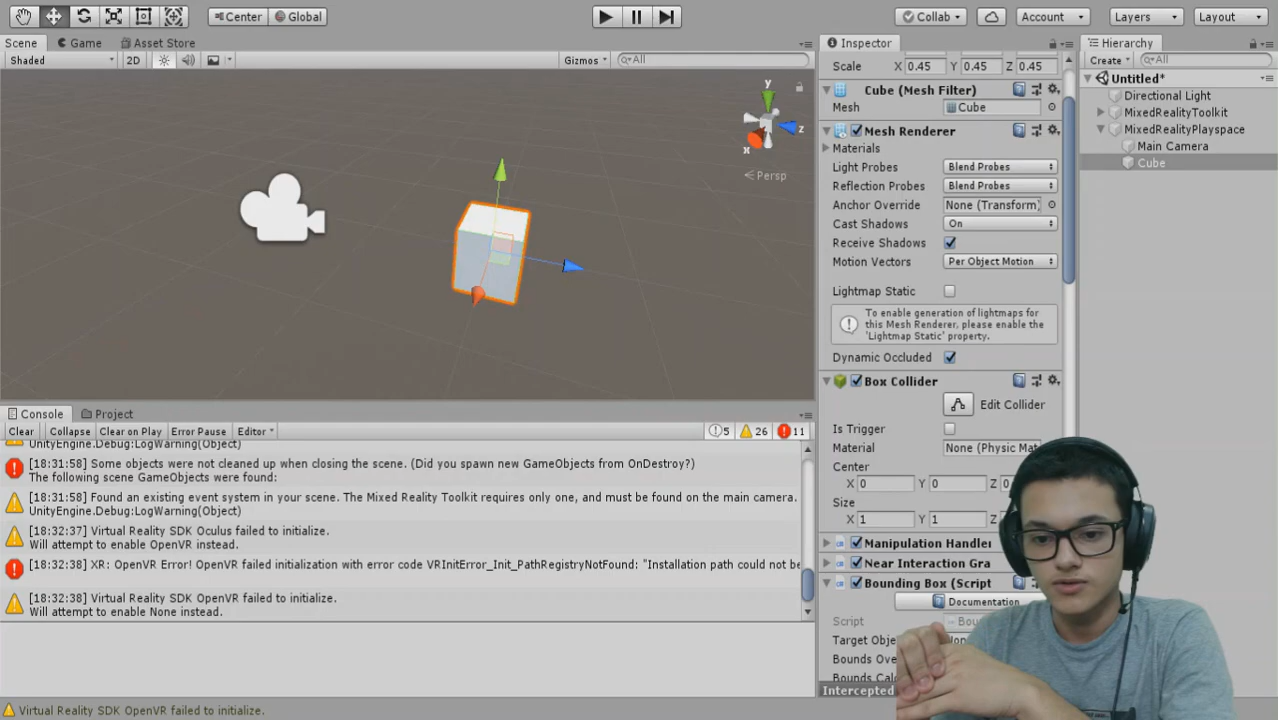 Center Global Collab Account Layers Layout
Scene Game Asset Store
Shaded 2D Gizmos All
y
z
x
Persp
Console Project
Clear Collapse Clear on Play Error Pause Editor 5 26 11
UnityEngine.Debug:LogWarning(Object)
[18:31:58] Some objects were not cleaned up when closing the scene. (Did you spawn new GameObjects from OnDestroy?)
The following scene GameObjects were found:
[18:31:58] Found an existing event system in your scene. The Mixed Reality Toolkit requires only one, and must be found on the main camera.
UnityEngine.Debug:LogWarning(Object)
[18:32:37] Virtual Reality SDK Oculus failed to initialize.
Will attempt to enable OpenVR instead.
[18:32:38] XR: OpenVR Error! OpenVR failed initialization with error code VRInitError_Init_PathRegistryNotFound: "Installation path could not be
[18:32:38] Virtual Reality SDK OpenVR failed to initialize.
Will attempt to enable None instead.
Virtual Reality SDK OpenVR failed to initialize.
Inspector
Scale X 0.45 Y 0.45 Z 0.45
Cube (Mesh Filter)
Mesh Cube
Mesh Renderer
Materials
Light Probes Blend Probes
Reflection Probes Blend Probes
Anchor Override None (Transform)
Cast Shadows On
Receive Shadows
Motion Vectors Per Object Motion
Lightmap Static
To enable generation of lightmaps for
this Mesh Renderer, please enable the
'Lightmap Static' property.
Dynamic Occluded
Box Collider
Edit Collider
Is Trigger
Material None (Physic Mat
Center
X 0 Y 0 Z 0
Size
X 1 Y 1 Z
Manipulation Handler
Near Interaction Gra
Bounding Box (Script
Documentation
Script
Target Obje
Bounds Ove
Bounds Calc
Intercepted
Hierarchy
Create All
Untitled*
Directional Light
MixedRealityToolkit
MixedRealityPlayspace
Main Camera
Cube